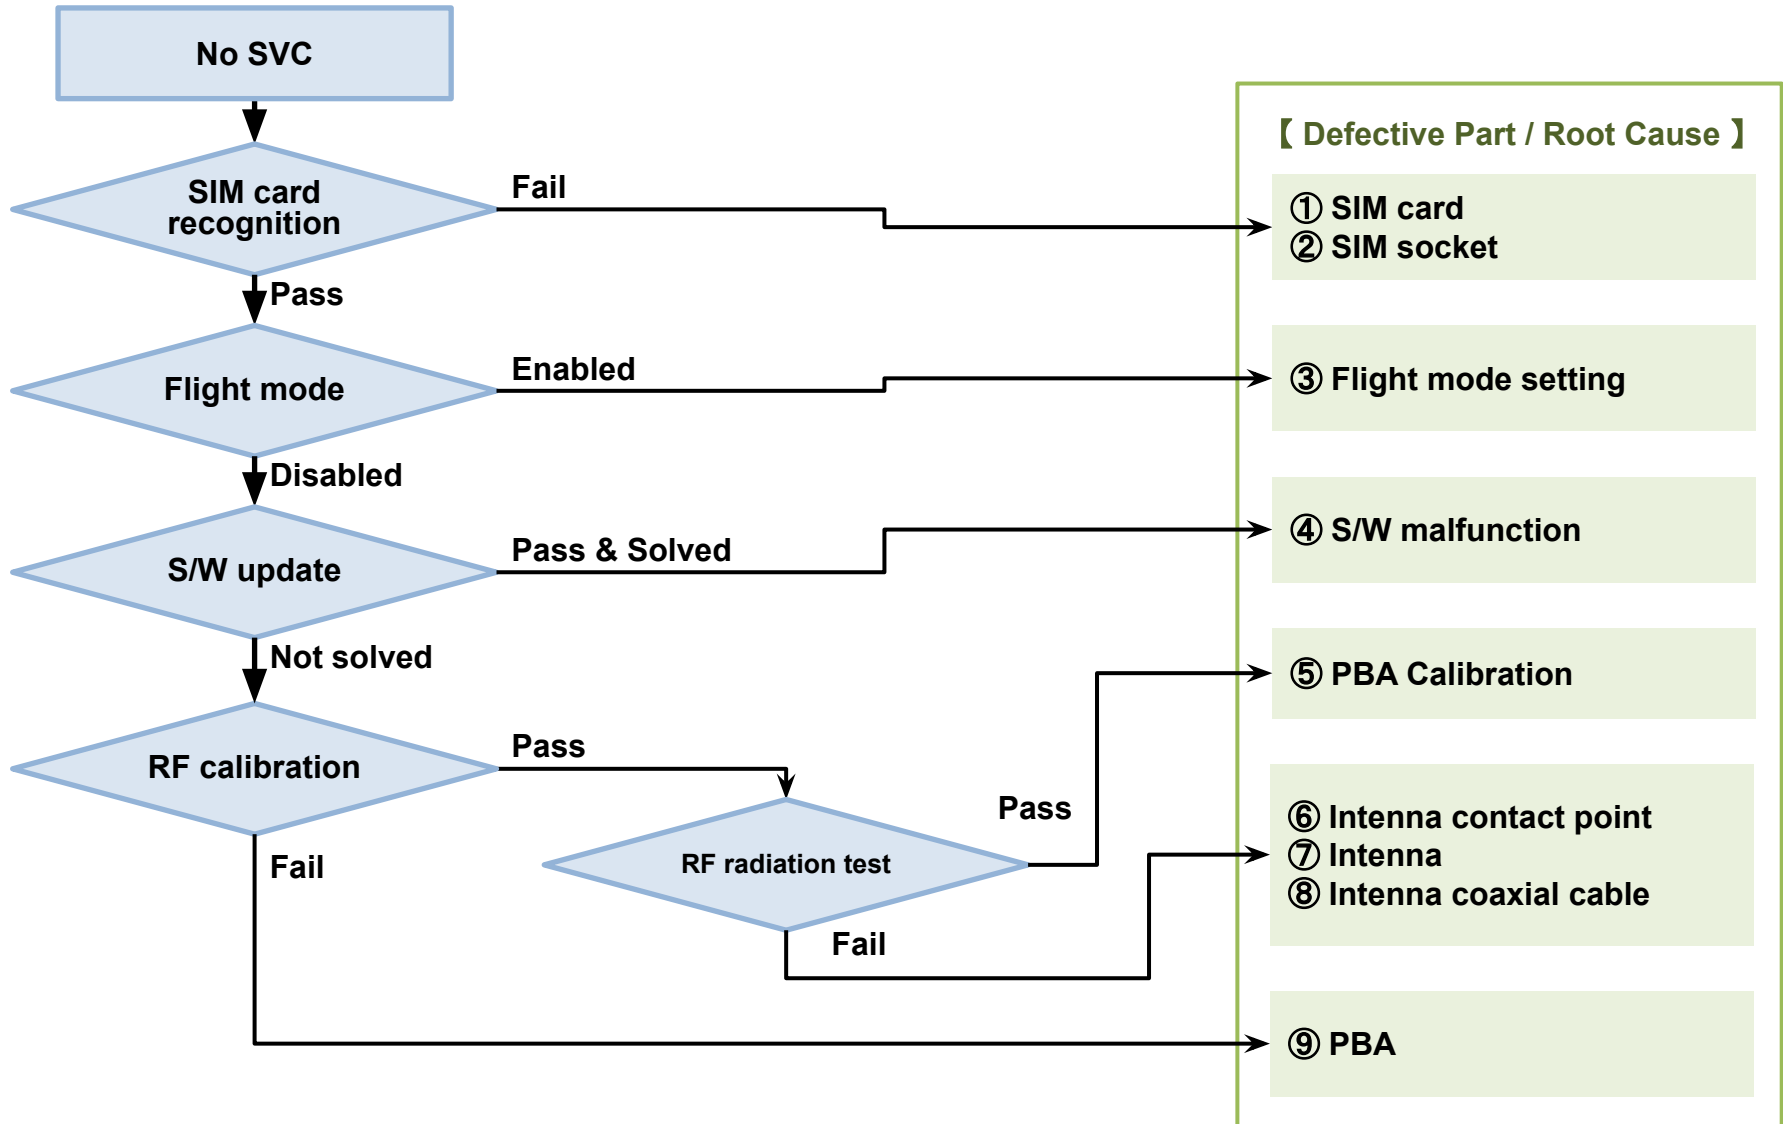 No SVC
【 Defective Part / Root Cause 】
SIM card
recognition
Fail
① SIM card
② SIM socket
Pass
Flight mode
Enabled
③ Flight mode setting
Disabled
S/W update
Pass & Solved
④ S/W malfunction
Not solved
⑤ PBA Calibration
RF calibration
Pass
RF radiation test
Pass
⑥ Intenna contact point
⑦ Intenna
⑧ Intenna coaxial cable
Fail
Fail
⑨ PBA